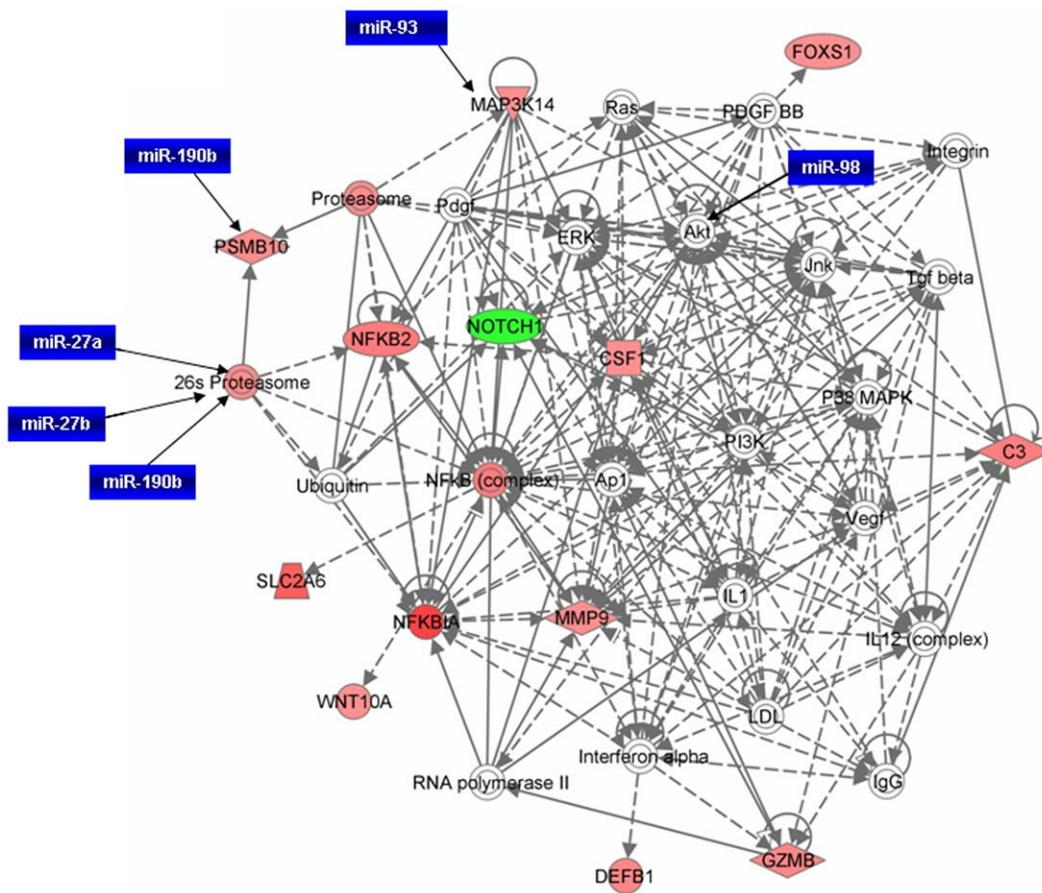 miR-93
FOXS1
MAP3K14
Ras
PDGF BB
miR-190b
Integrin
miR-98
Proteasome
Pdgf
ERK
Akt
PSMB10
Jnk
Tgf beta
NOTCH1
NFKB2
miR-27a
CSF1
26s Proteasome
P38 MAPK
miR-27b
PI3K
C3
miR-190b
Ubiquitin
NFkB (complex)
Ap1
Vegf
SLC2A6
IL1
NFKBIA
MMP9
IL12 (complex)
WNT10A
LDL
Interferon alpha
RNA polymerase II
IgG
GZMB
DEFB1